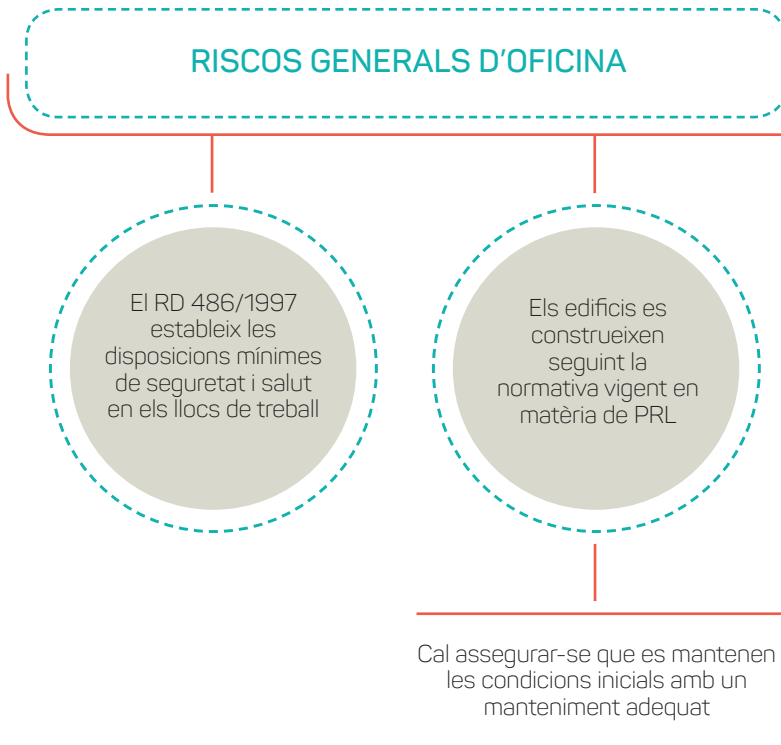 RISCOS GENERALS D'OFICINA
El RD 486/1997
estableix les
disposicions mínimes
de seguretat i salut
en els llocs de treball
Els edificis es
construeixen
seguint la
normativa vigent en
matèria de PRL
Cal assegurar-se que es mantenen
les condicions inicials amb un
manteniment adequat